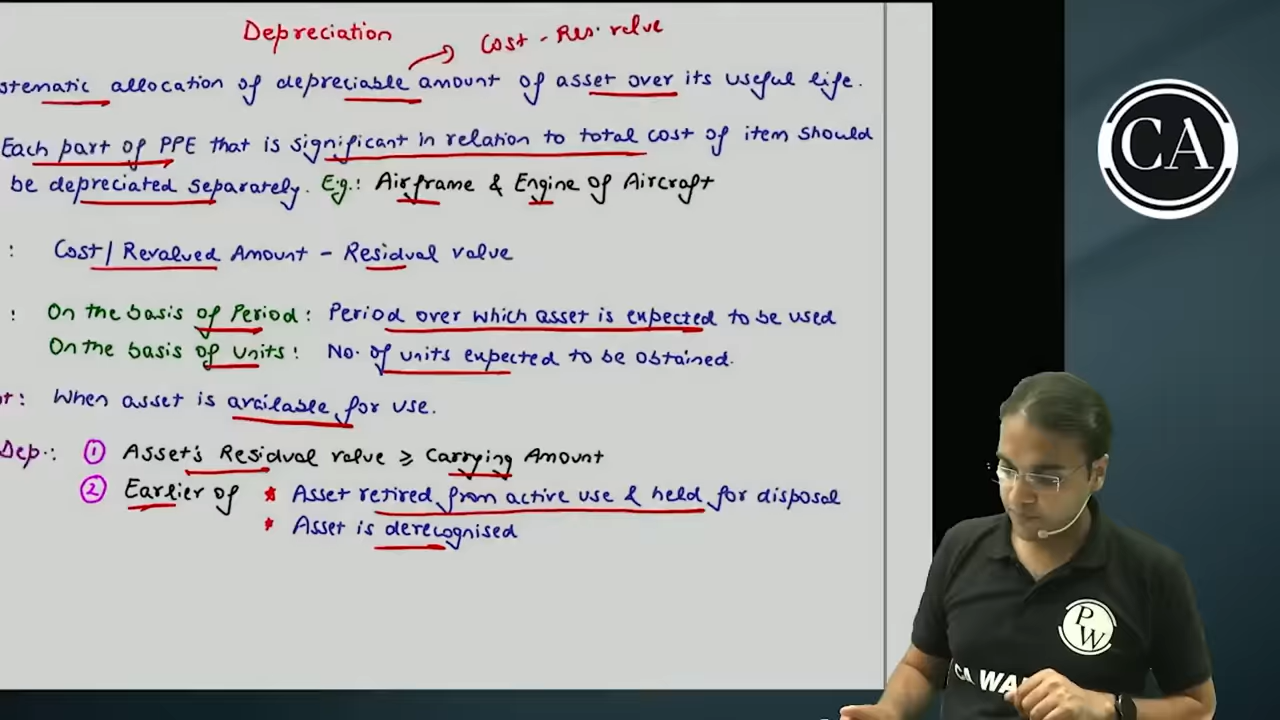 Depreciation
Cost - Res. value
stematic allocation of depreciable amount of asset over its useful life.
Each part of PPE that is significant in relation to total cost of item should
be depreciated separately. E.g.: Airframe & Engine of Aircraft
: Cost/ Revalued Amount - Residual value
: On the basis of Period: Period over which asset is expected to be used
On the basis of units: No. of units expected to be obtained.
t: When asset is available for use.
Dep.: ① Asset's Residual value ≥ Carrying Amount
② Earlier of * Asset retired from active use & held for disposal
* Asset is derecognised
CA
PW
CA WA